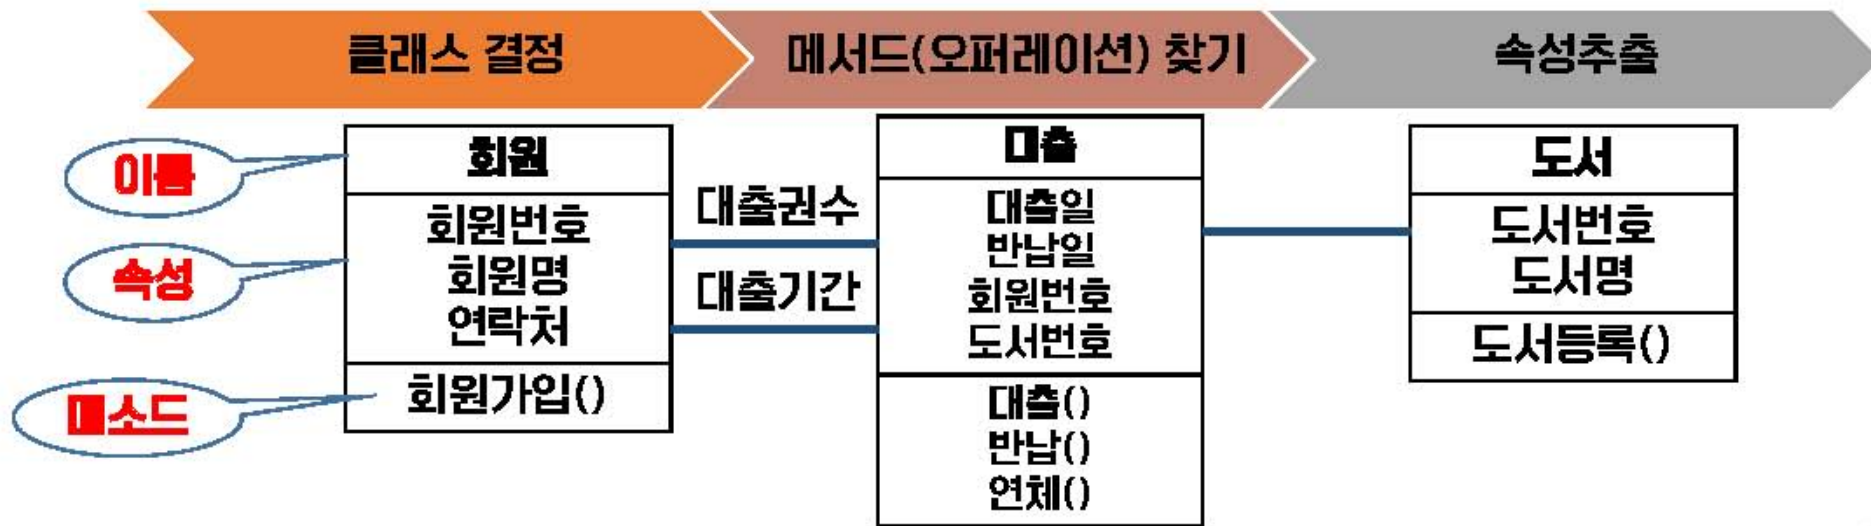 클래스 결정
메서드(오퍼레이션) 찾기
속성추출
이름
속성
메소드
회원
회원번호
회원명
연락처
회원가입()
대출권수
대출기간
대출
대출일
반납일
회원번호
도서번호
대출()
반납()
연체()
도서
도서번호
도서명
도서등록()